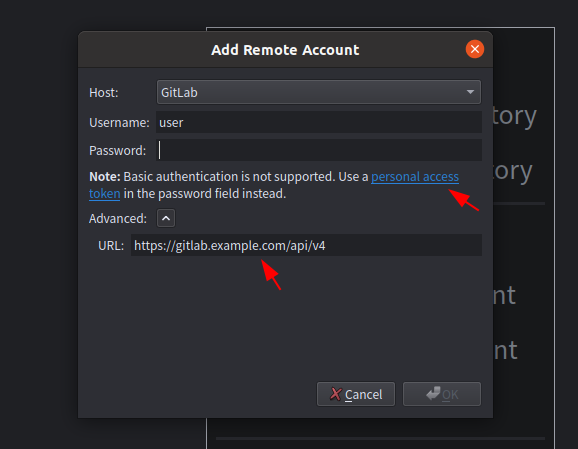 Add Remote Account
Host: GitLab
tory
Username: user
Password:
ory
Note: Basic authentication is not supported. Use a personal access
token in the password field instead.
Advanced:
URL: https://gitlab.example.com/api/v4
nt
nt
Cancel OK